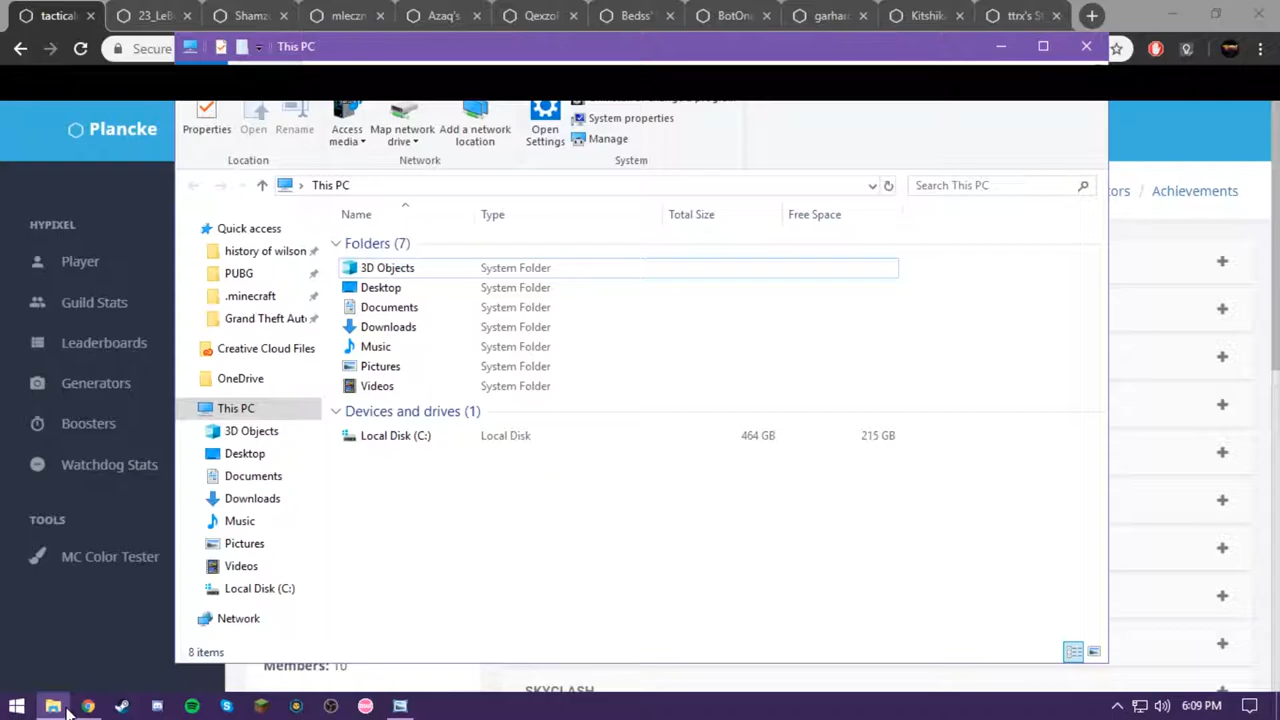 tactical 23_LeB Shamz mleczn Azaq's Qexzo Bedss' BotOn garhar Kitshik ttrx's S
Secure This PC
Properties Open Rename Access media Map network drive Add a network location Open Settings System properties Manage
Location Network System
Plancke
This PC Search This PC
ors / Achievements
Name Type Total Size Free Space
HYPIXEL
Player
Guild Stats
Leaderboards
Generators
Boosters
Watchdog Stats
TOOLS
MC Color Tester
Quick access
history of wilson
PUBG
.minecraft
Grand Theft Aut
Creative Cloud Files
OneDrive
This PC
3D Objects
Desktop
Documents
Downloads
Music
Pictures
Videos
Local Disk (C:)
Network
Folders (7)
3D Objects System Folder
Desktop System Folder
Documents System Folder
Downloads System Folder
Music System Folder
Pictures System Folder
Videos System Folder
Devices and drives (1)
Local Disk (C:) Local Disk 464 GB 215 GB
8 items
Members: 10
SKYCLASH
6:09 PM